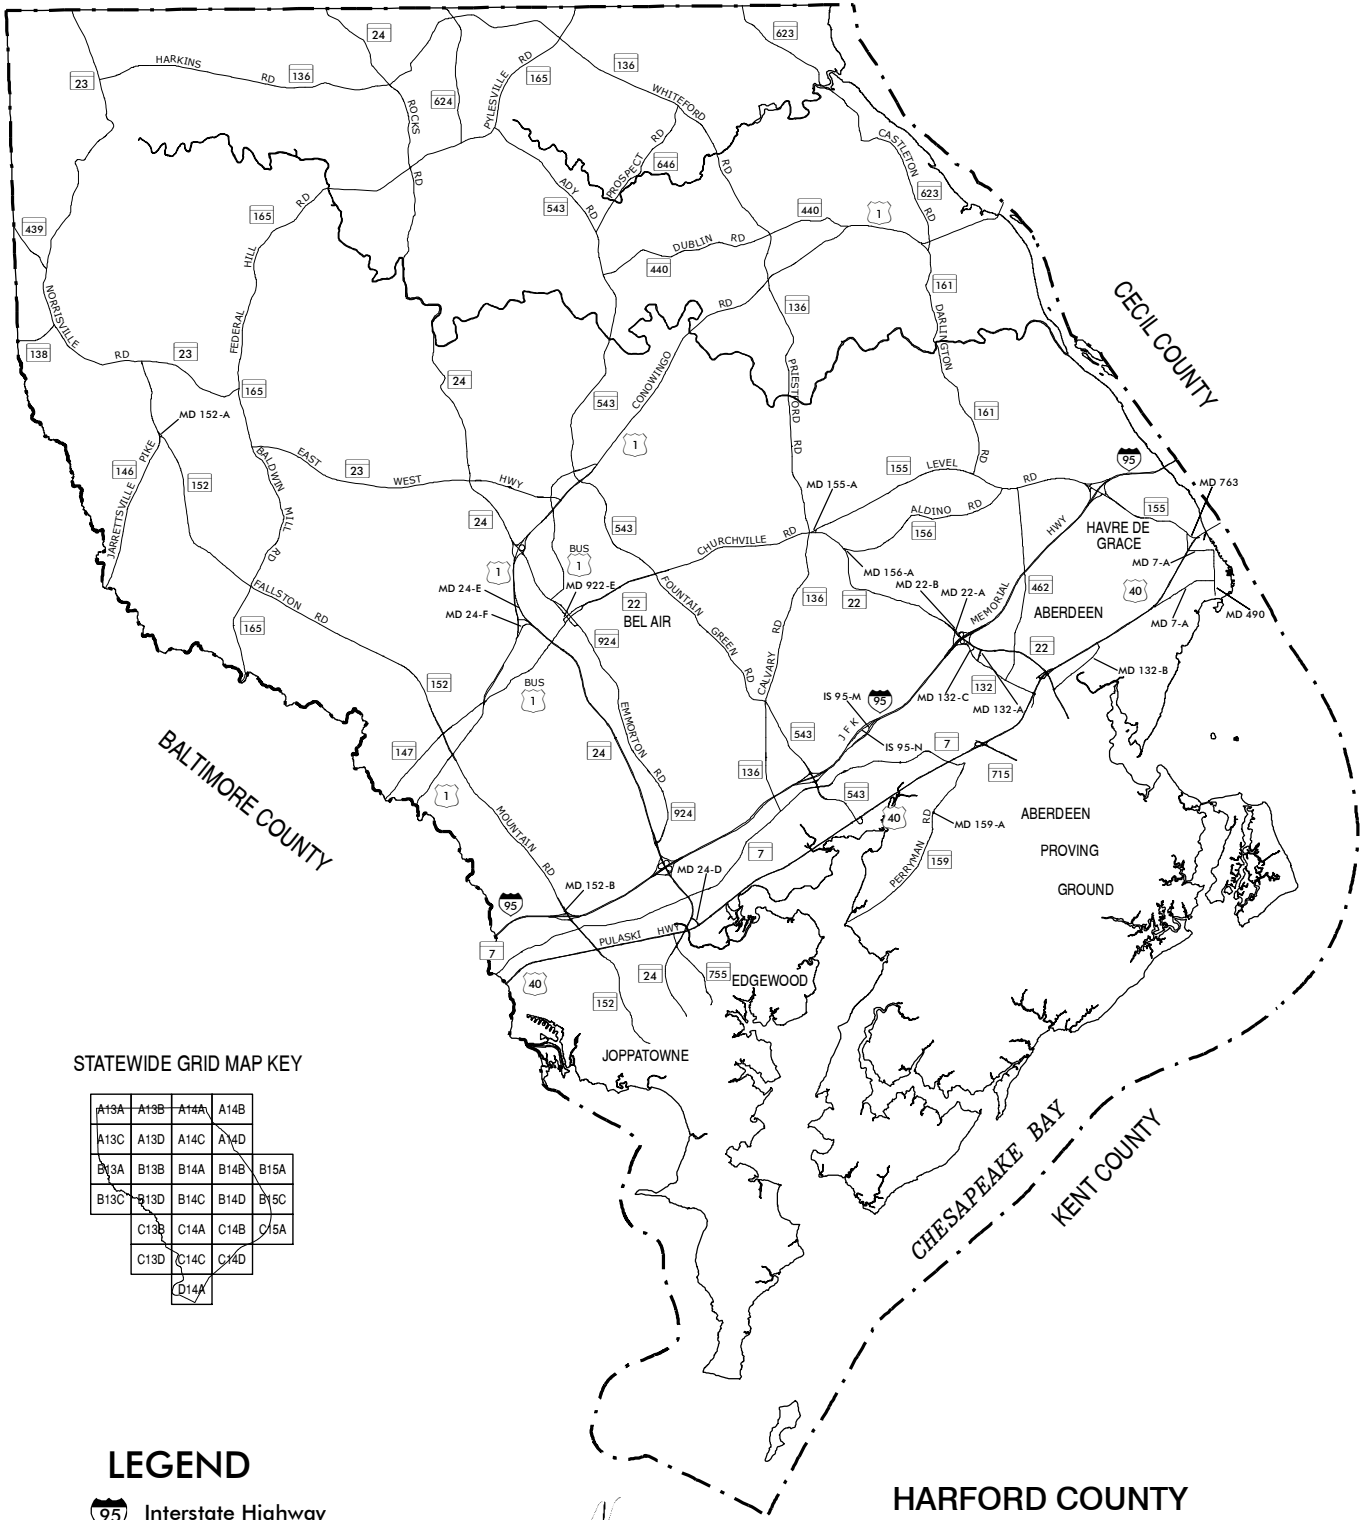 24
623
HARKINS
RD
136
23
624
165
RD
PYLESVILLE
136
WHITEFORD
ROCKS
RD
CASTLETON
623
RD
646
PROSPECT
RD
ADY
RD
543
RD
165
RD
HILL
439
440
1
DUBLIN
RD
440
161
CECIL COUNTY
NORRISVILLE
RD
138
23
FEDERAL
165
24
543
CONOWINGO
RD
136
PRIESTFORD
RD
DARLINGTON
161
RD
MD 152-A
146
JARRETTSVILLE
PIKE
152
BALDWIN
MILL
RD
EAST
23
WEST
HWY
1
155
LEVEL
RD
95
MD 763
MD 155-A
155
24
543
ALDINO
RD
156
HWY
HAVRE DE
GRACE
CHURCHVILLE
RD
BUS
1
1
MD 7-A
MD 24-E
MD 922-E
MD 156-A
MD 22-B
MD 22-A
462
40
FALLSTON
RD
MD 24-F
22
BEL AIR
FOUNTAIN
GREEN
RD
136
22
MEMORIAL
ABERDEEN
MD 490
MD 7-A
165
924
22
CALVARY
RD
MD 132-B
152
BUS
1
IS 95-M
95
MD 132-C
132
MD 132-A
EMMORTON
RD
J F K
147
24
543
IS 95-N
7
BALTIMORE COUNTY
136
715
1
543
MOUNTAIN
RD
924
40
MD 159-A
ABERDEEN
PROVING
GROUND
7
PERRYMAN
RD
159
MD 24-D
MD 152-B
95
7
PULASKI
HWY
40
24
755
EDGEWOOD
152
JOPPATOWNE
STATEWIDE GRID MAP KEY
A13A A13B A14A A14B
A13C A13D A14C A14D
B13A B13B B14A B14B B15A
B13C B13D B14C B14D B15C
C13B C14A C14B C15A
C13D C14C C14D
D14A
CHESAPEAKE BAY
KENT COUNTY
LEGEND
95 Interstate Highway
HARFORD COUNTY